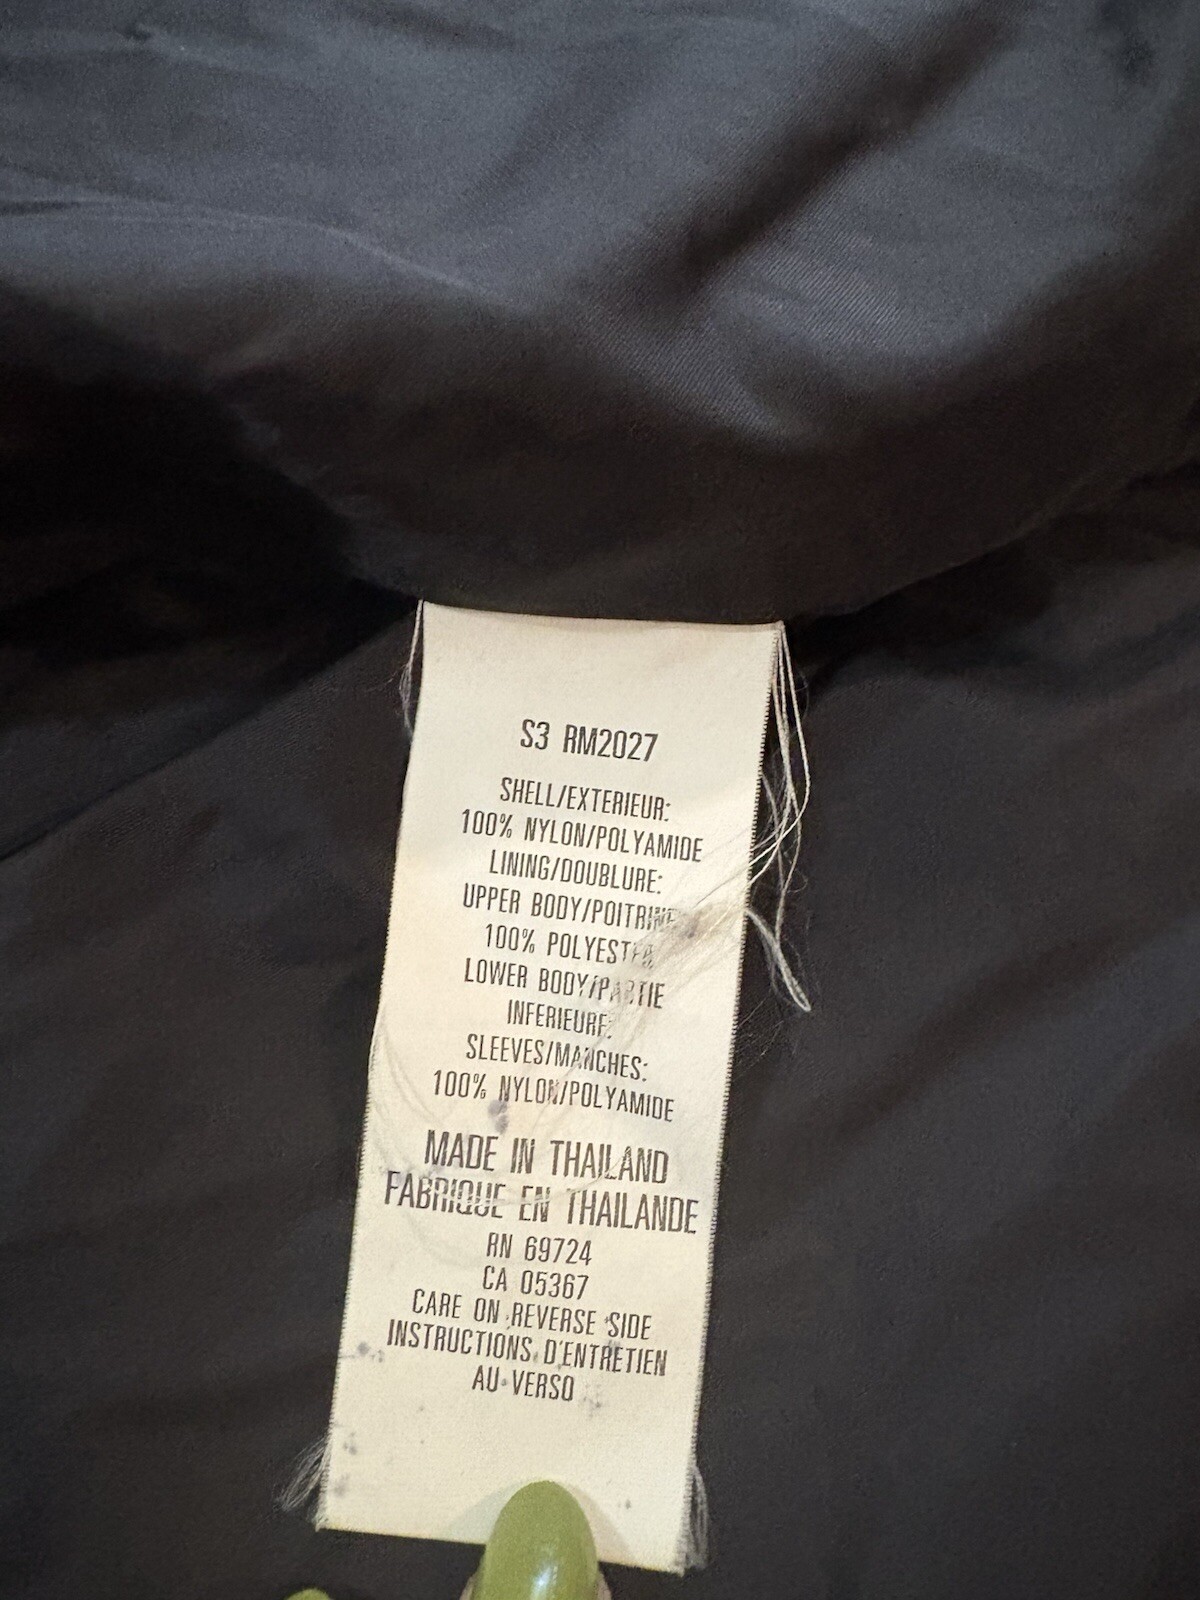 S3 RM2027
SHELL/EXTERIEUR:
100% NYLON/POLYAMIDE
LINING/DOUBLURE:
UPPER BODY/POITRINE
100% POLYESTER
LOWER BODY/PARTIE
INFERIEURE:
SLEEVES/MANCHES:
100% NYLON/POLYAMIDE
MADE IN THAILAND
FABRIQUE EN THAILANDE
RN 69724
CA 05367
CARE ON REVERSE SIDE
INSTRUCTIONS D'ENTRETIEN
AU VERSO